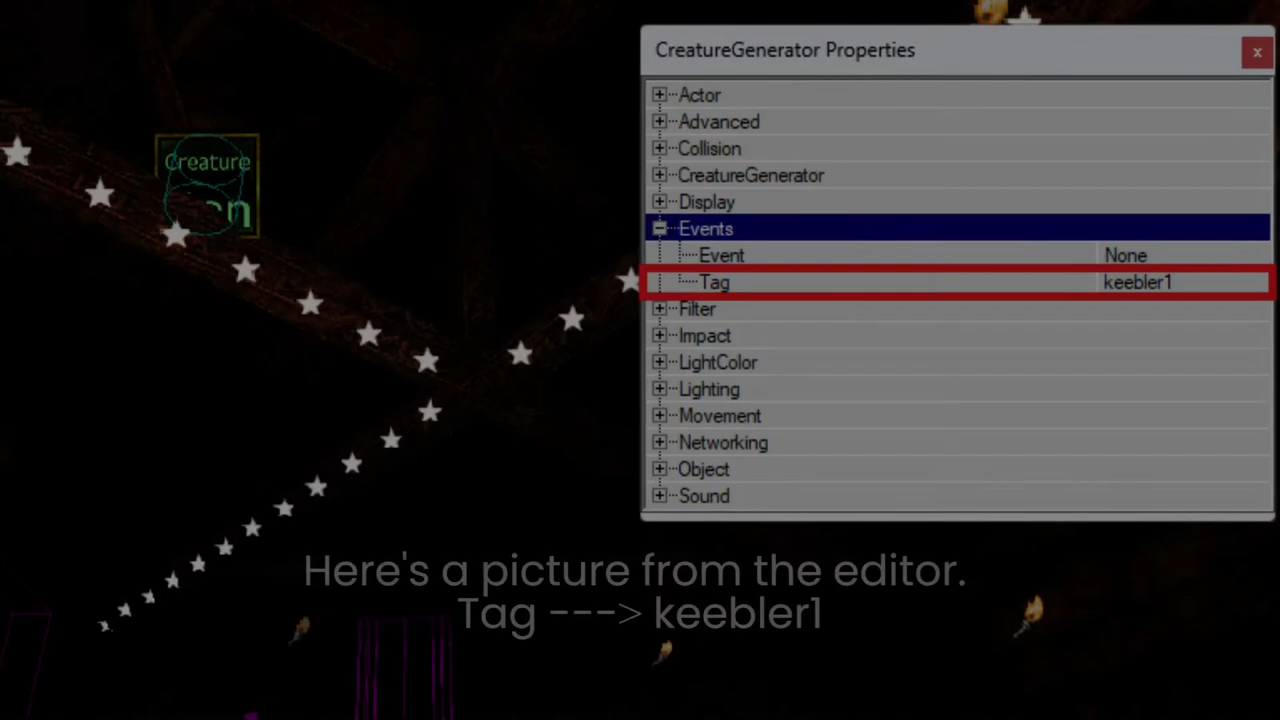 CreatureGenerator Properties
x
Actor
Advanced
Collision
CreatureGenerator
Display
Events
Event None
Tag keebler1
Filter
Impact
LightColor
Lighting
Movement
Networking
Object
Sound
Creature
en
Here's a picture from the editor.
Tag ---> keebler1